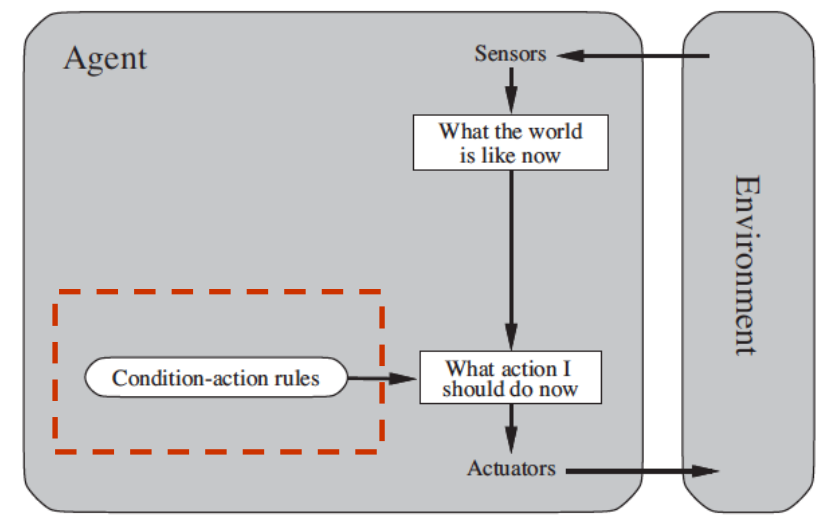 Agent
Sensors
What the world
is like now
Environment
Condition-action rules
What action I
should do now
Actuators